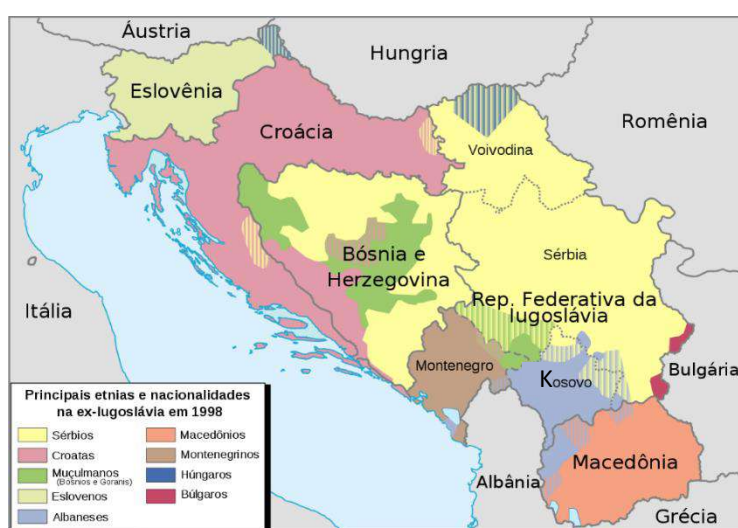 Áustria
Hungria
Eslovênia
Croácia
Romênia
Voivodina
Sérbia
Bósnia e
Herzegovina
Rep. Federativa da
Iugoslávia
Itália
Montenegro
Kosovo
Bulgária
Albânia
Macedônia
Grécia
Principais etnias e nacionalidades
na ex-Iugoslávia em 1998
Sérbios
Croatas
Muçulmanos
(Bósnios e Goranis)
Eslovenos
Albaneses
Macedônios
Montenegrinos
Húngaros
Búlgaros